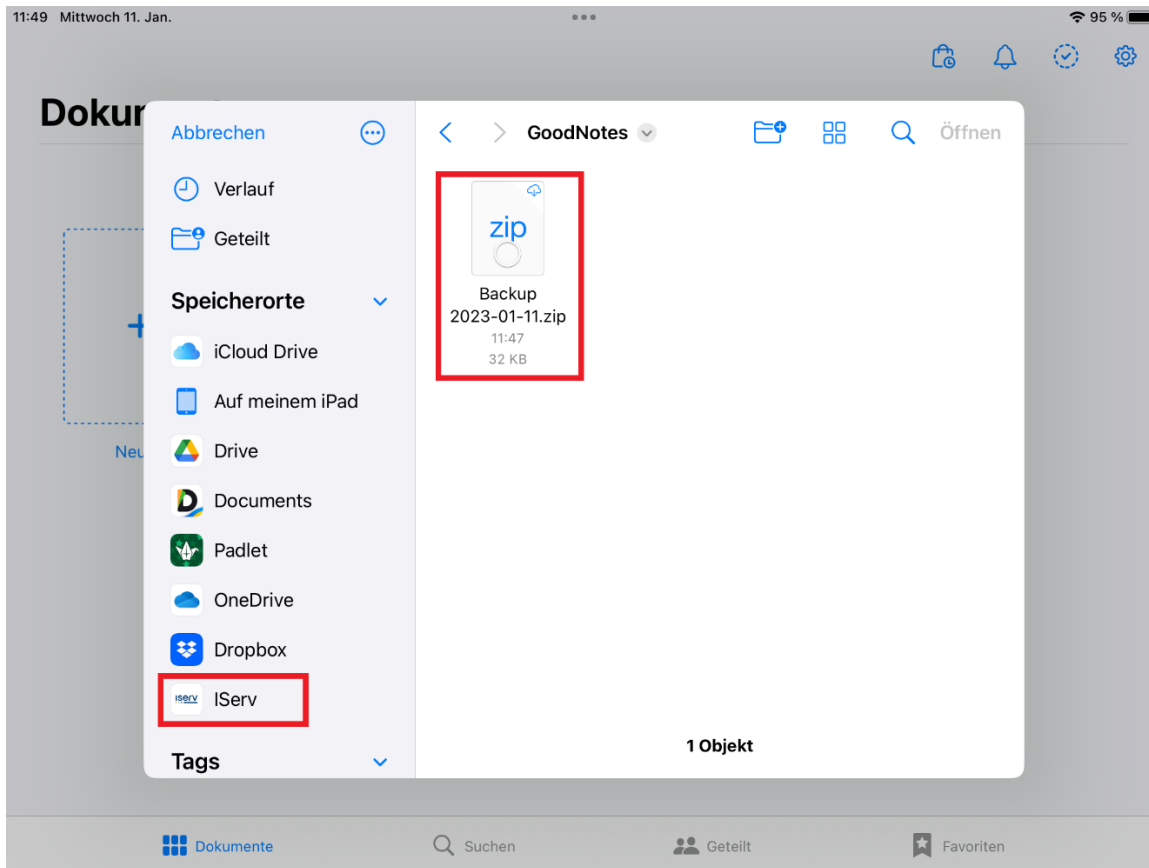 11:49 Mittwoch 11. Jan.
95 %
Dokum
Abbrechen
GoodNotes
Öffnen
Verlauf
Geteilt
Speicherorte
iCloud Drive
Auf meinem iPad
Drive
Documents
Padlet
OneDrive
Dropbox
IServ
IServ
Tags
zip
Backup
2023-01-11.zip
11:47
32 KB
1 Objekt
Neu
Dokumente
Suchen
Geteilt
Favoriten